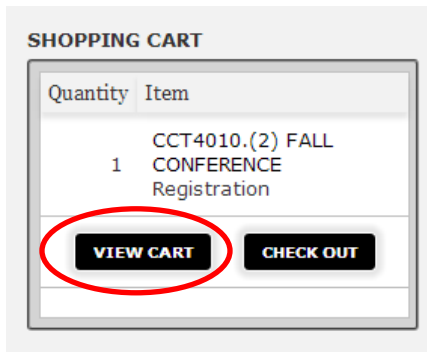 SHOPPING CART
Quantity Item
CCT4010.(2) FALL
1 CONFERENCE
Registration
VIEW CART CHECK OUT